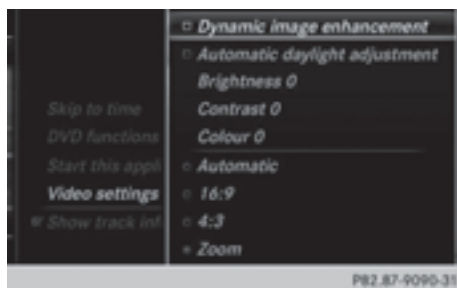 Skip to time
DVD functions
Start this appli
Video settings
Show track inf
Dynamic image enhancement
Automatic daylight adjustment
Brightness 0
Contrast 0
Colour 0
Automatic
16:9
4:3
Zoom
P82.87-9090-31